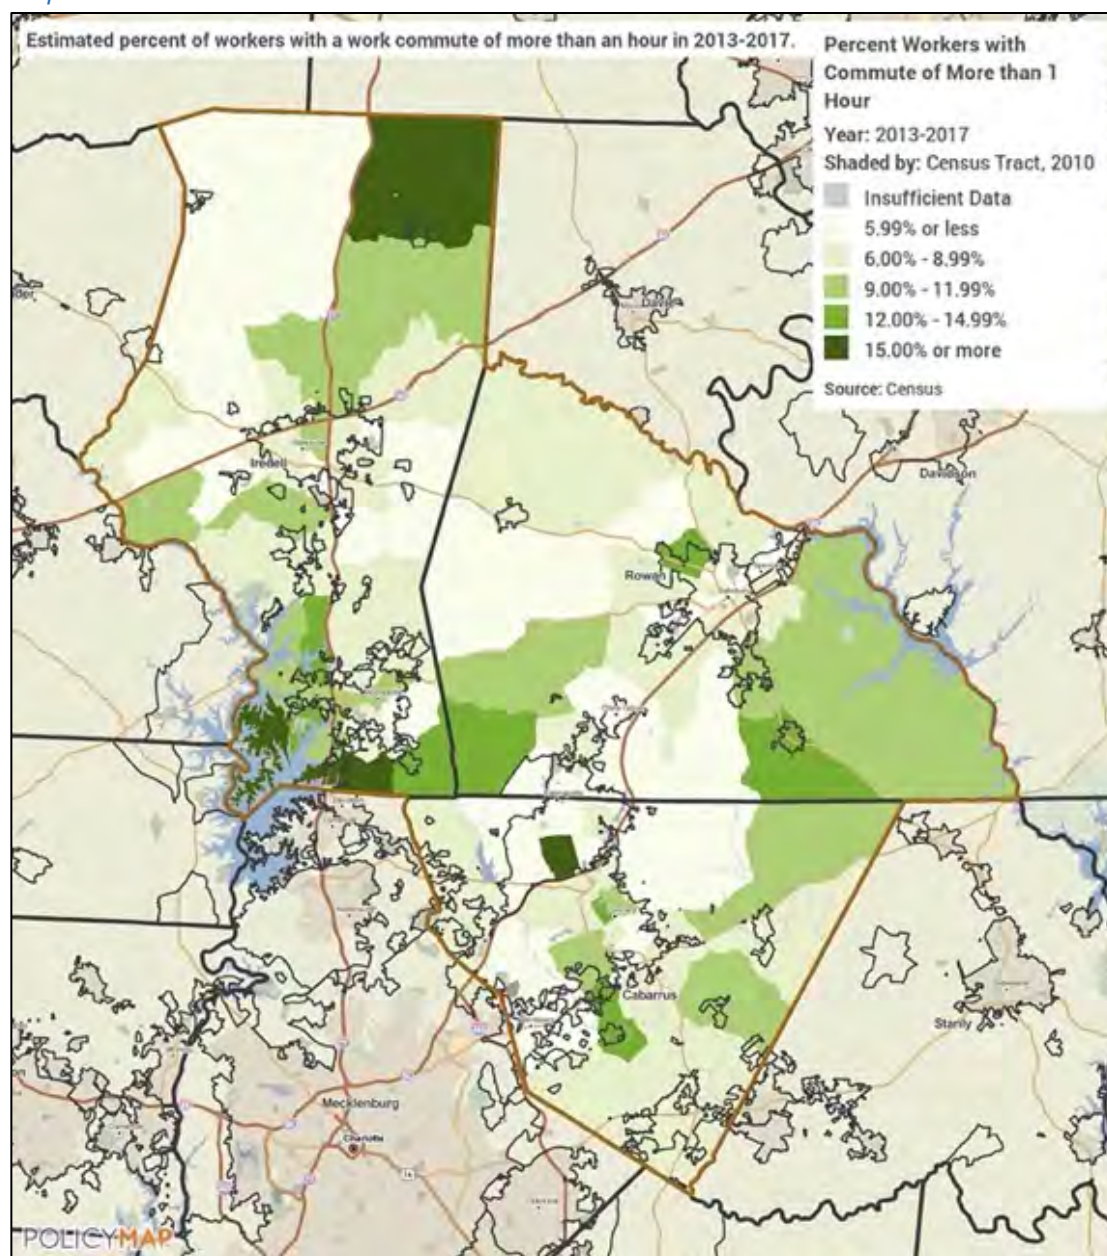 Estimated percent of workers with a work commute of more than an hour in 2013-2017.
Percent Workers with
Commute of More than 1
Hour
Year: 2013-2017
Shaded by: Census Tract, 2010
Insufficient Data
5.99% or less
6.00% - 8.99%
9.00% - 11.99%
12.00% - 14.99%
15.00% or more
Source: Census
Davie
Iredell
Davidson
Rowan
Cabarrus
Stanly
Mecklenburg
Charlotte
POLICYMAP